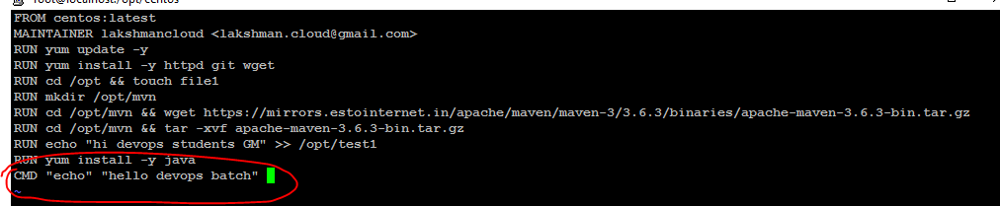 root@localhost:/opt/centos
FROM centos:latest
MAINTAINER lakshmancloud <lakshman.cloud@gmail.com>
RUN yum update -y
RUN yum install -y httpd git wget
RUN cd /opt && touch file1
RUN mkdir /opt/mvn
RUN cd /opt/mvn && wget https://mirrors.estointernet.in/apache/maven/maven-3/3.6.3/binaries/apache-maven-3.6.3-bin.tar.gz
RUN cd /opt/mvn && tar -xvf apache-maven-3.6.3-bin.tar.gz
RUN echo "hi devops students GM" >> /opt/test1
RUN yum install -y java
CMD "echo" "hello devops batch"
~